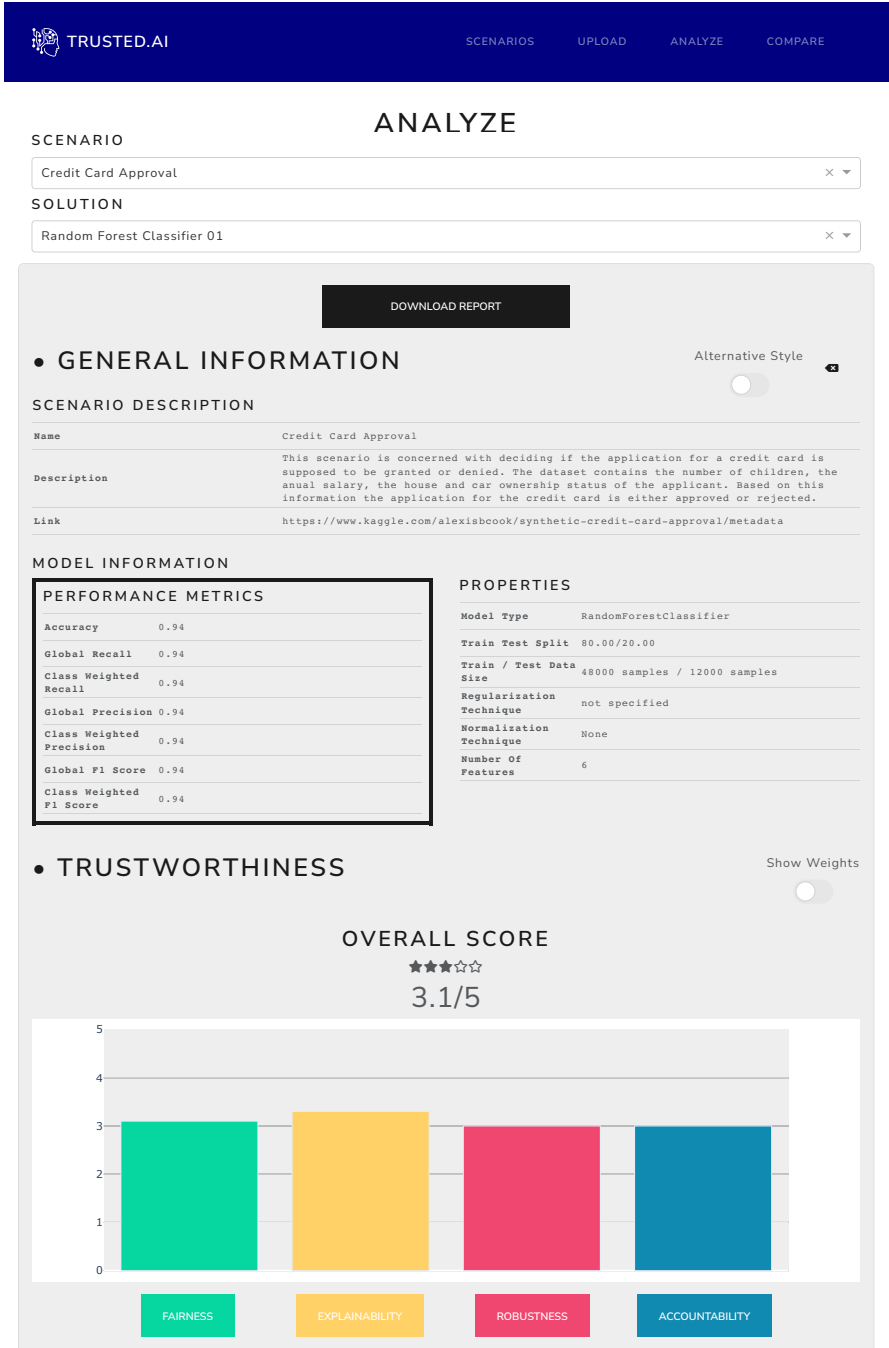 TRUSTED.AI
SCENARIOS UPLOAD ANALYZE COMPARE
ANALYZE
SCENARIO
Credit Card Approval
SOLUTION
Random Forest Classifier 01
DOWNLOAD REPORT
• GENERAL INFORMATION
Alternative Style
SCENARIO DESCRIPTION
Name Credit Card Approval
Description
This scenario is concerned with deciding if the application for a credit card is
supposed to be granted or denied. The dataset contains the number of children, the
anual salary, the house and car ownership status of the applicant. Based on this
information the application for the credit card is either approved or rejected.
Link https://www.kaggle.com/alexisbcook/synthetic-credit-card-approval/metadata
MODEL INFORMATION
PERFORMANCE METRICS
Accuracy 0.94
Global Recall 0.94
Class Weighted
Recall 0.94
Global Precision 0.94
Class Weighted
Precision 0.94
Global F1 Score 0.94
Class Weighted
F1 Score 0.94
PROPERTIES
Model Type RandomForestClassifier
Train Test Split 80.00/20.00
Train / Test Data
Size 48000 samples / 12000 samples
Regularization
Technique not specified
Normalization
Technique None
Number Of
Features 6
• TRUSTWORTHINESS
Show Weights
OVERALL SCORE
3.1/5
5
4
3
2
1
0
FAIRNESS EXPLAINABILITY ROBUSTNESS ACCOUNTABILITY